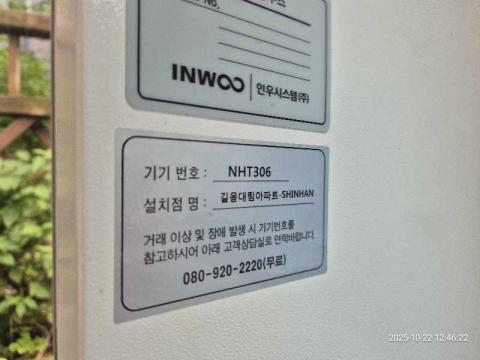 No.
INWOO 인우시스템(주)
기기 번호 : NHT306
설치점 명 : 길음대림아파트-SHINHAN
거래 이상 및 장애 발생 시 기기번호를
참고하시어 아래 고객상담실로 연락바랍니다.
080-920-2220(무료)
2025-10-22 12:46:22